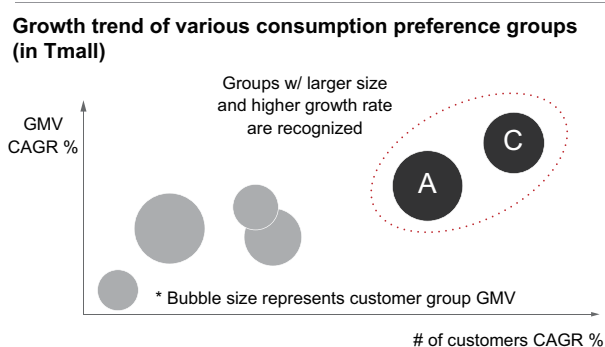 Growth trend of various consumption preference groups
(in Tmall)
Groups w/ larger size
and higher growth rate
are recognized
GMV
CAGR %
C
A
* Bubble size represents customer group GMV
# of customers CAGR %